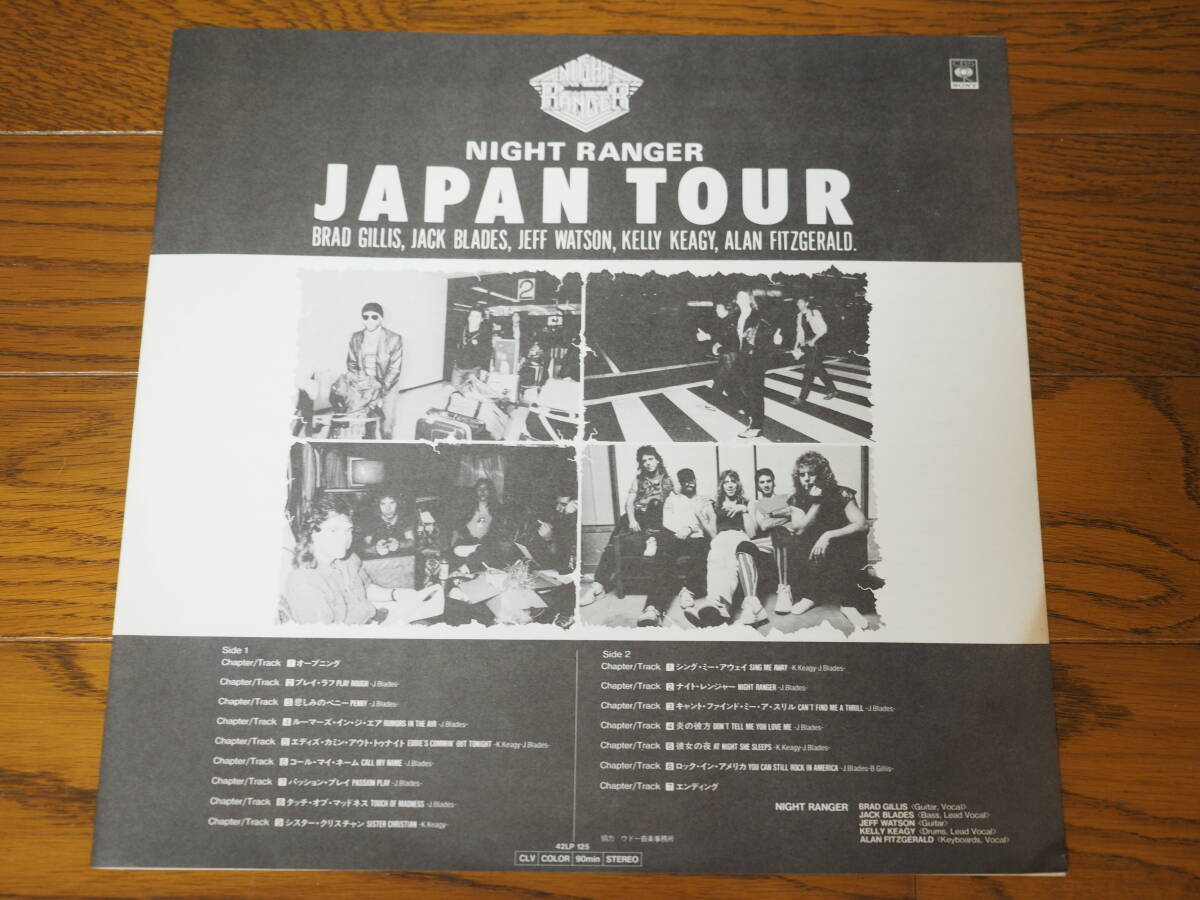 NIGHT
RANGER
CBS
SONY
NIGHT RANGER
JAPAN TOUR
BRAD GILLIS, JACK BLADES, JEFF WATSON, KELLY KEAGY, ALAN FITZGERALD.
2
Side 1
Chapter/Track 1 オープニング
Chapter/Track 2 プレイ・ラフ PLAY ROUGH -J.Blades-
Chapter/Track 3 悲しみのペニー PENNY -J.Blades-
Chapter/Track 4 ルーマーズ・イン・ジ・エア RUMORS IN THE AIR -J.Blades-
Chapter/Track 5 エディズ・カミン・アウト・トゥナイト EDDIE'S COMMIN' OUT TONIGHT -K.Keagy-J.Blades-
Chapter/Track 6 コール・マイ・ネーム CALL MY NAME -J.Blades-
Chapter/Track 7 パッション・プレイ PASSION PLAY -J.Blades-
Chapter/Track 8 タッチ・オブ・マッドネス TOUCH OF MADNESS -J.Blades-
Chapter/Track 9 シスター・クリスチャン SISTER CHRISTIAN -K.Keagy-
Side 2
Chapter/Track 1 シング・ミー・アウェイ SING ME AWAY -K.Keagy-J.Blades-
Chapter/Track 2 ナイト・レンジャー NIGHT RANGER -J.Blades-
Chapter/Track 3 キャント・ファインド・ミー・ア・スリル CAN'T FIND ME A THRILL -J.Blades-
Chapter/Track 4 炎の彼方 DON'T TELL ME YOU LOVE ME -J.Blades-
Chapter/Track 5 彼女の夜 AT NIGHT SHE SLEEPS -K.Keagy-J.Blades-
Chapter/Track 6 ロック・イン・アメリカ YOU CAN STILL ROCK IN AMERICA -J.Blades-B.Gillis-
Chapter/Track 7 エンディング
NIGHT RANGER BRAD GILLIS〈Guitar, Vocal〉
JACK BLADES〈Bass, Lead Vocal〉
JEFF WATSON〈Guitar〉
KELLY KEAGY〈Drums, Lead Vocal〉
ALAN FITZGERALD〈Keyboards, Vocal〉
協力 ウドー音楽事務所
42LP 125
CLV COLOR 90min STEREO